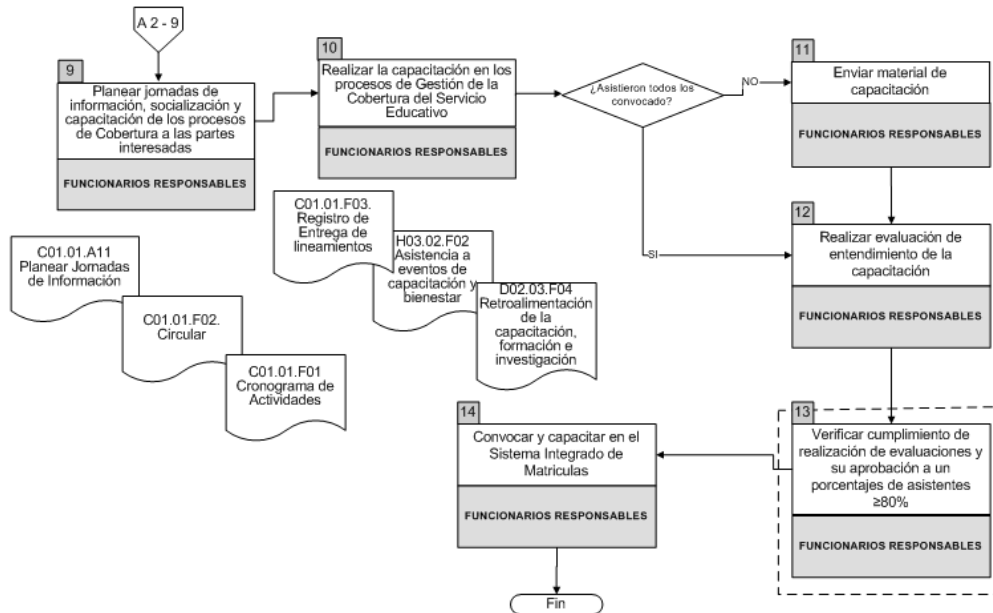 A 2 - 9
9
Planear jornadas de
información, socialización y
capacitación de los procesos
de Cobertura a las partes
interesadas
FUNCIONARIOS RESPONSABLES
10
Realizar la capacitación en los
procesos de Gestión de la
Cobertura del Servicio
Educativo
FUNCIONARIOS RESPONSABLES
¿Asistieron todos los
convocado?
NO
SI
11
Enviar material de
capacitación
FUNCIONARIOS RESPONSABLES
12
Realizar evaluación de
entendimiento de la
capacitación
FUNCIONARIOS RESPONSABLES
C01.01.A11
Planear Jornadas
de Información
C01.01.F02.
Circular
C01.01.F01
Cronograma de
Actividades
C01.01.F03.
Registro de
Entrega de
lineamientos
H03.02.F02
Asistencia a
eventos de
capacitación y
bienestar
D02.03.F04
Retroalimentación
de la
capacitación,
formación e
investigación
13
Verificar cumplimiento de
realización de evaluaciones y
su aprobación a un
porcentajes de asistentes
≥80%
FUNCIONARIOS RESPONSABLES
14
Convocar y capacitar en el
Sistema Integrado de
Matriculas
FUNCIONARIOS RESPONSABLES
Fin